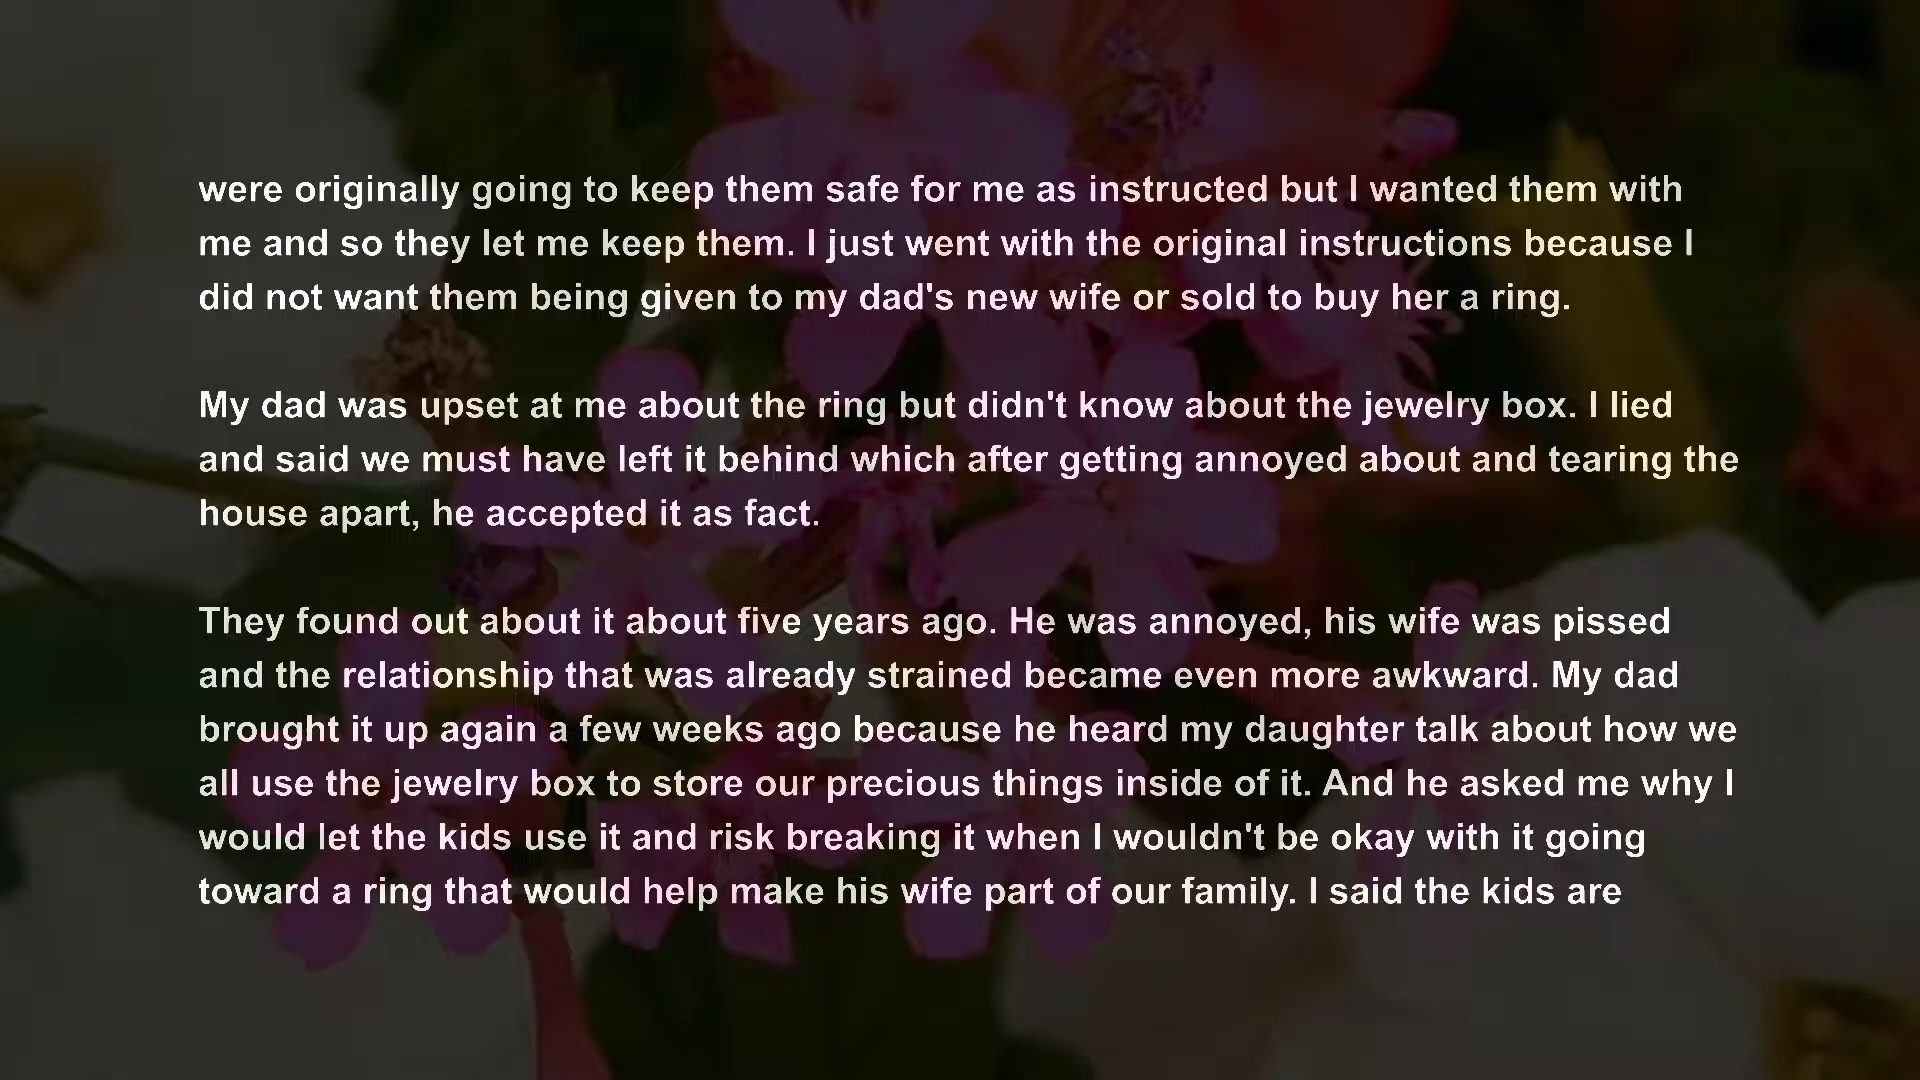 were originally going to keep them safe for me as instructed but I wanted them with
me and so they let me keep them. I just went with the original instructions because I
did not want them being given to my dad's new wife or sold to buy her a ring.
My dad was upset at me about the ring but didn't know about the jewelry box. I lied
and said we must have left it behind which after getting annoyed about and tearing the
house apart, he accepted it as fact.
They found out about it about five years ago. He was annoyed, his wife was pissed
and the relationship that was already strained became even more awkward. My dad
brought it up again a few weeks ago because he heard my daughter talk about how we
all use the jewelry box to store our precious things inside of it. And he asked me why I
would let the kids use it and risk breaking it when I wouldn't be okay with it going
toward a ring that would help make his wife part of our family. I said the kids are